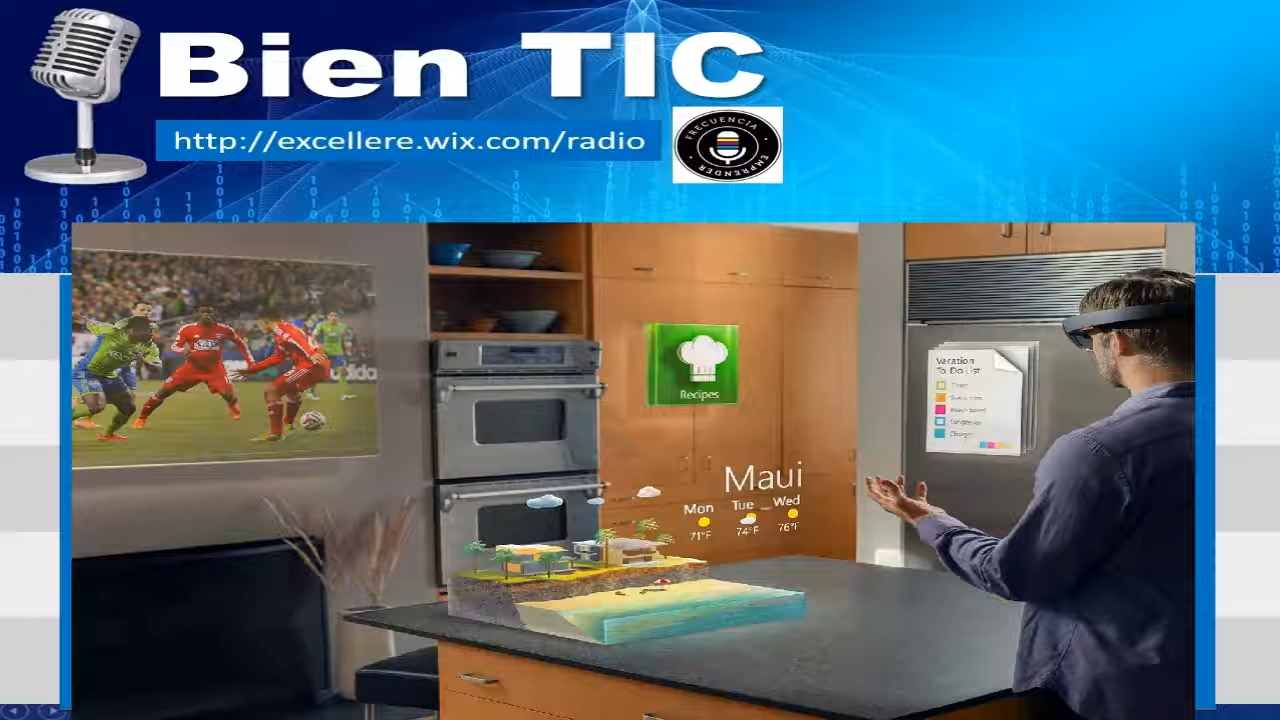 Bien TIC
http://excellere.wix.com/radio
FRECUENCIA
EMPRENDER
Recipes
Vacation
To Do List
Maui
Mon Tue Wed
71°F 74°F 76°F
adidas